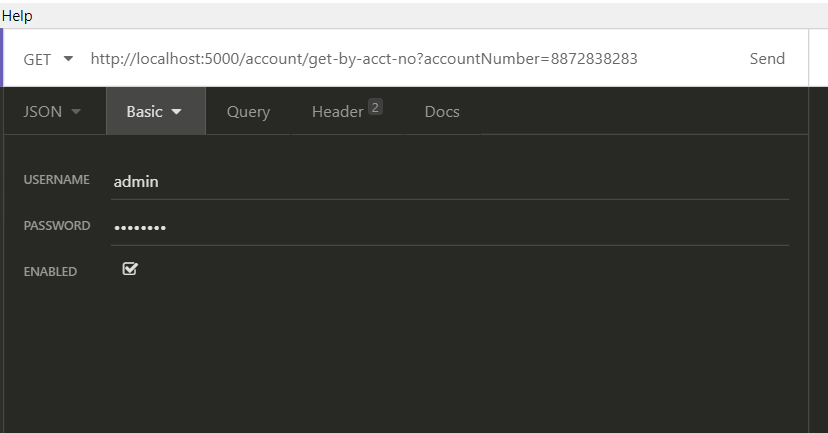 Help
GET http://localhost:5000/account/get-by-acct-no?accountNumber=8872838283 Send
JSON Basic Query Header 2 Docs
USERNAME admin
PASSWORD ••••••••
ENABLED